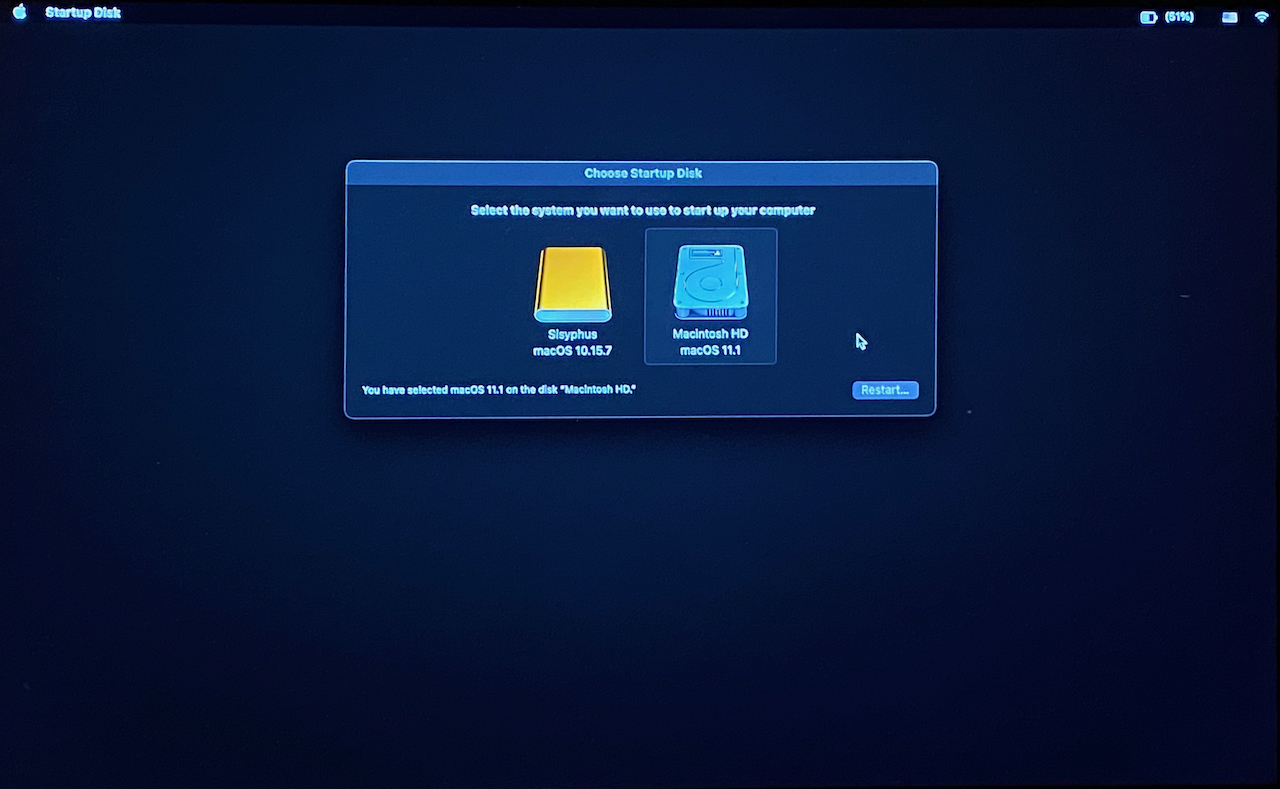 Startup Disk
(51%)
Choose Startup Disk
Select the system you want to use to start up your computer
Sisyphus
macOS 10.15.7
Macintosh HD
macOS 11.1
You have selected macOS 11.1 on the disk "Macintosh HD."
Restart...